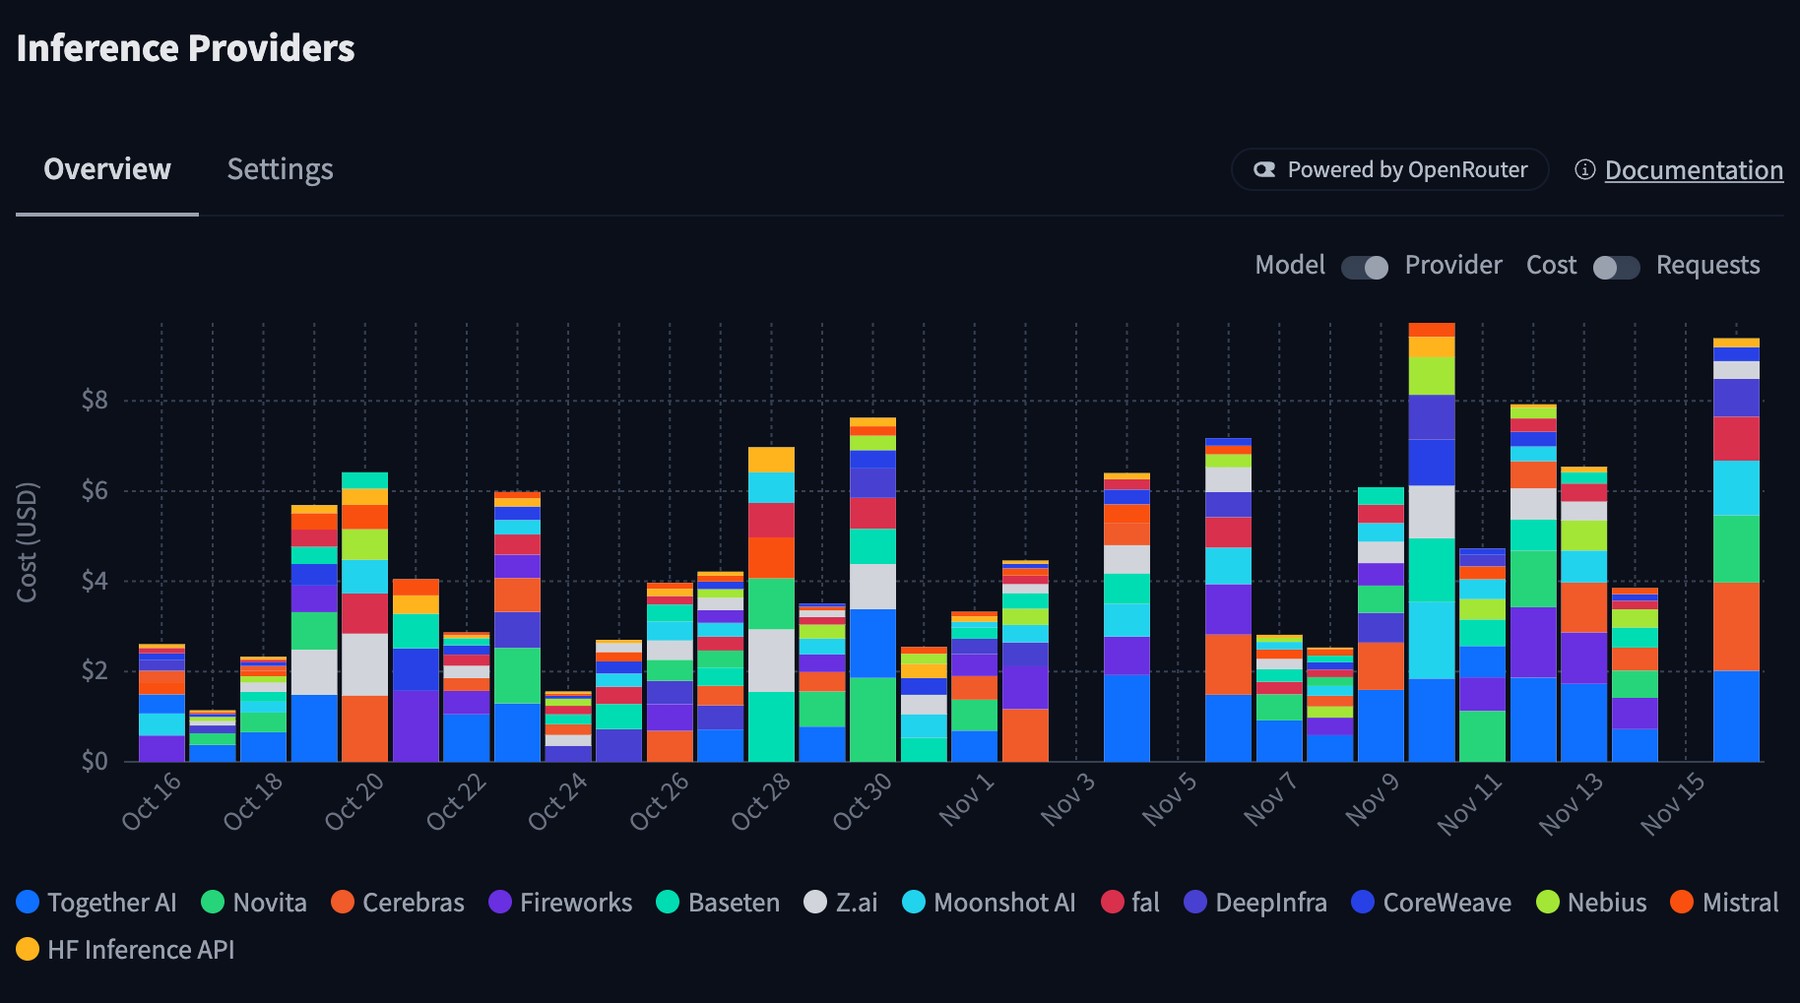 Inference Providers
Overview Settings Powered by OpenRouter Documentation
Model Provider Cost Requests
Cost (USD)
$8
$6
$4
$2
$0
Oct 16 Oct 18 Oct 20 Oct 22 Oct 24 Oct 26 Oct 28 Oct 30 Nov 1 Nov 3 Nov 5 Nov 7 Nov 9 Nov 11 Nov 13 Nov 15
Together AI Novita Cerebras Fireworks Baseten Z.ai Moonshot AI fal DeepInfra CoreWeave Nebius Mistral
HF Inference API